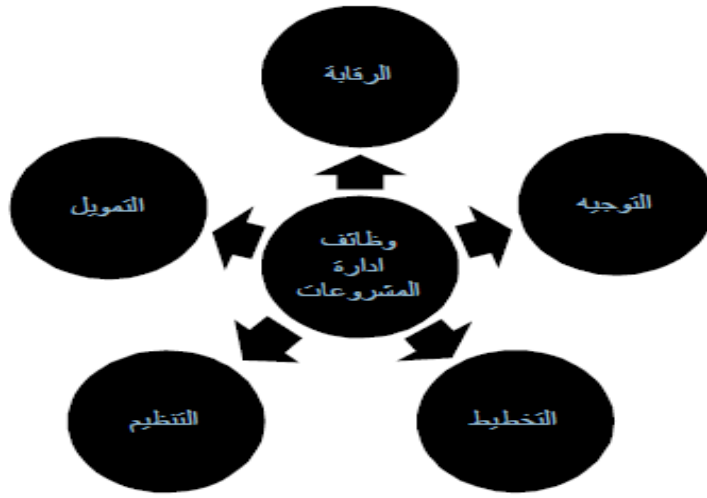 الرقابة
التوجيه
التمويل
وظائف
ادارة
المشروعات
التخطيط
التنظيم